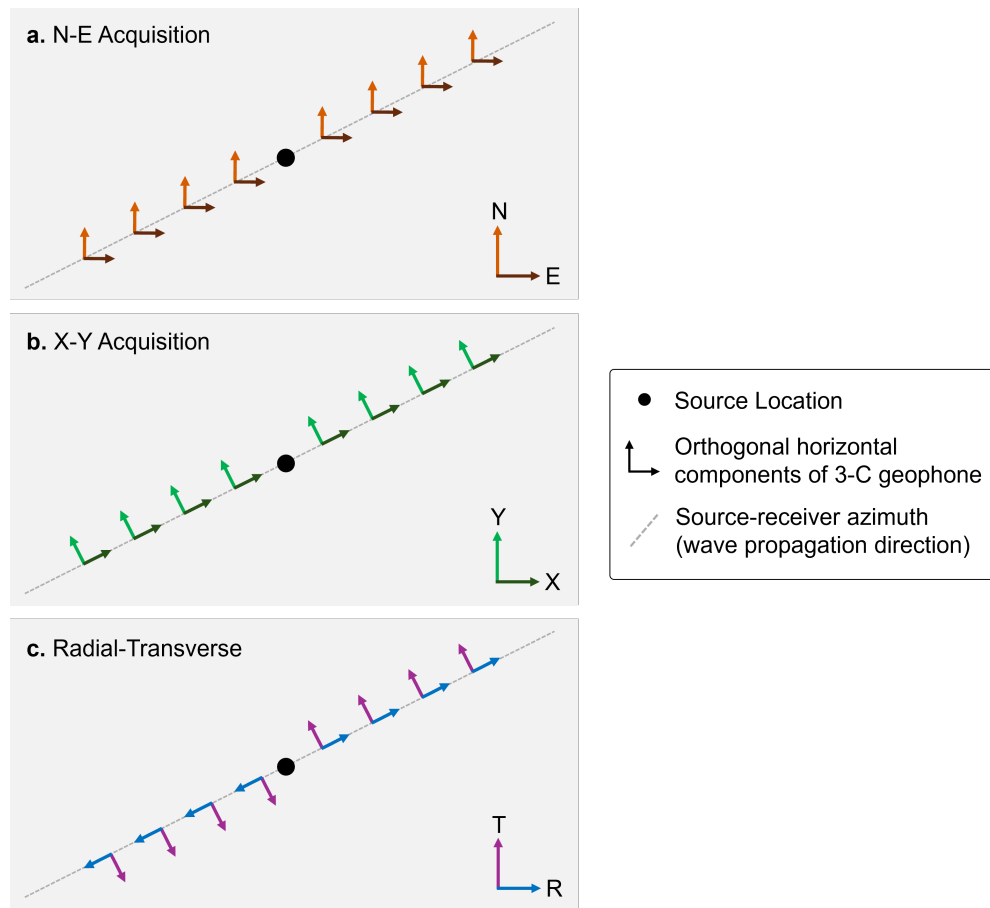 a. N-E Acquisition
N
E
b. X-Y Acquisition
Y
X
c. Radial-Transverse
T
R
Source Location
Orthogonal horizontal
components of 3-C geophone
Source-receiver azimuth
(wave propagation direction)